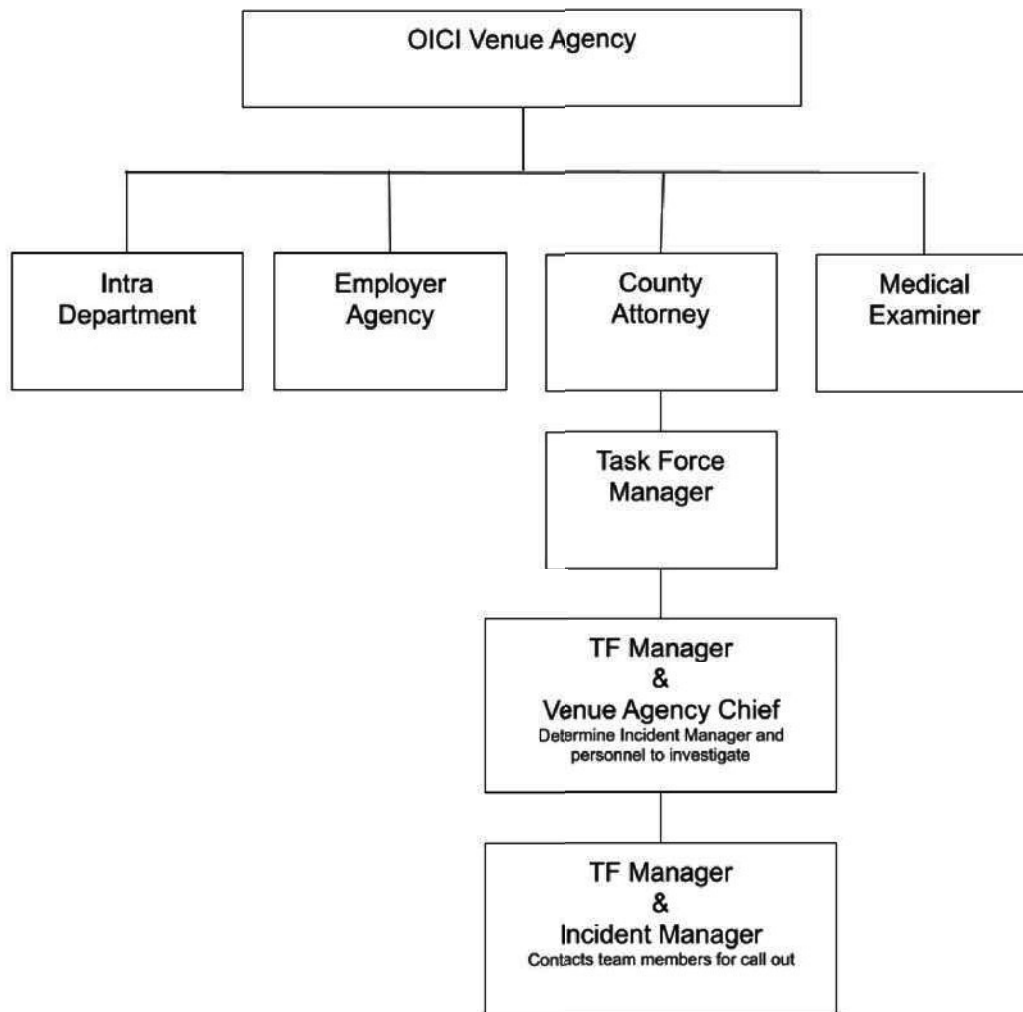 OICI Venue Agency
Intra
Department
Employer
Agency
County
Attorney
Medical
Examiner
Task Force
Manager
TF Manager
&
Venue Agency Chief
Determine Incident Manager and
personnel to investigate
TF Manager
&
Incident Manager
Contacts team members for call out